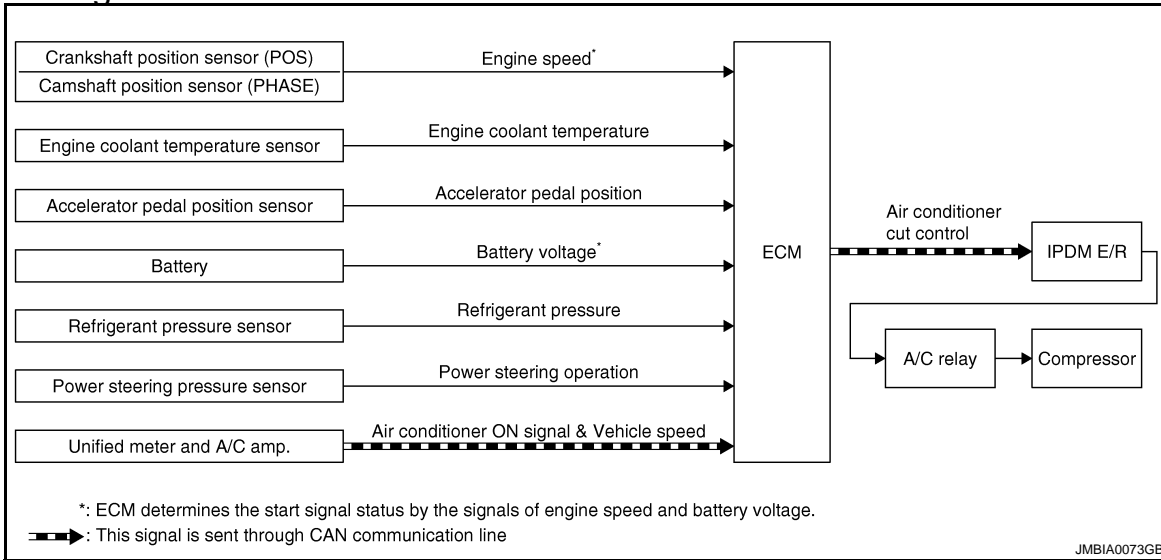 Crankshaft position sensor (POS)
Camshaft position sensor (PHASE)
Engine speed*
Engine coolant temperature sensor
Engine coolant temperature
Accelerator pedal position sensor
Accelerator pedal position
Battery
Battery voltage*
Refrigerant pressure sensor
Refrigerant pressure
Power steering pressure sensor
Power steering operation
Unified meter and A/C amp.
Air conditioner ON signal & Vehicle speed
ECM
Air conditioner
cut control
IPDM E/R
A/C relay
Compressor
*: ECM determines the start signal status by the signals of engine speed and battery voltage.
: This signal is sent through CAN communication line